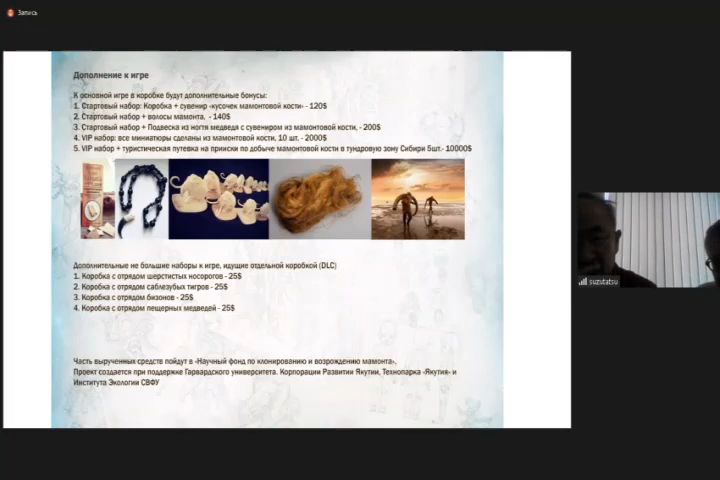 Запись
Дополнение к игре
К основной игре в коробке будут дополнительные бонусы:
1. Стартовый набор: Коробка + сувенир «кусочек мамонтовой кости» - 120$
2. Стартовый набор + волосы мамонта, - 140$
3. Стартовый набор + Подвеска из ногтя медведя с сувениром из мамонтовой кости, - 200$
4. VIP набор: все миниатюры сделаны из мамонтовой кости, 10 шт. - 2000$
5. VIP набор + туристическая путевка на прииски по добыче мамонтовой кости в тундровую зону Сибири 5шт.- 10000$
Дополнительные не большие наборы к игре, идущие отдельной коробкой (DLC)
1. Коробка с отрядом шерстистых носорогов - 25$
2. Коробка с отрядом саблезубых тигров - 25$
3. Коробка с отрядом бизонов - 25$
4. Коробка с отрядом пещерных медведей - 25$
Часть вырученных средств пойдут в «Научный фонд по клонированию и возрождению мамонта».
Проект создается при поддержке Гарвардского университета. Корпорации Развитии Якутии, Технопарка «Якутия» и
Института Экологии СВФУ
suzutatsu